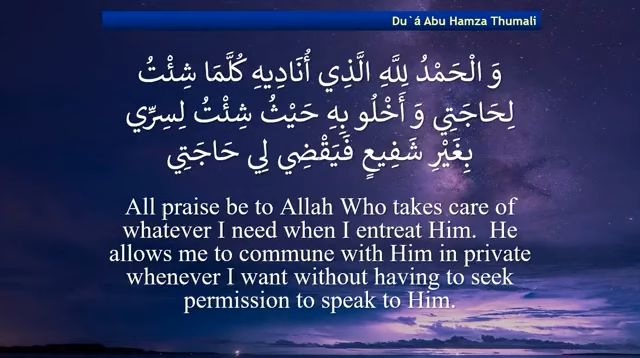 Du`á Abu Hamza Thumali
وَ الْحَمْدُ لِلَّهِ الَّذِي أُنَادِيهِ كُلَّمَا شِئْتُ
لِحَاجَتِي وَ أَخْلُو بِهِ حَيْثُ شِئْتُ لِسِرِّي
بِغَيْرِ شَفِيعٍ فَيَقْضِي لِي حَاجَتِي
All praise be to Allah Who takes care of
whatever I need when I entreat Him.  He
allows me to commune with Him in private
whenever I want without having to seek
permission to speak to Him.